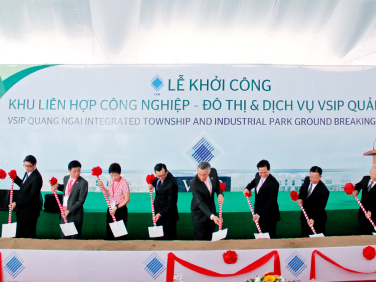 LỄ KHỞI CÔNG
KHU LIÊN HỢP CÔNG NGHIỆP - ĐÔ THỊ & DỊCH VỤ VSIP QUẢN
VSIP QUANG NGAI INTEGRATED TOWNSHIP AND INDUSTRIAL PARK GROUND BREAKING